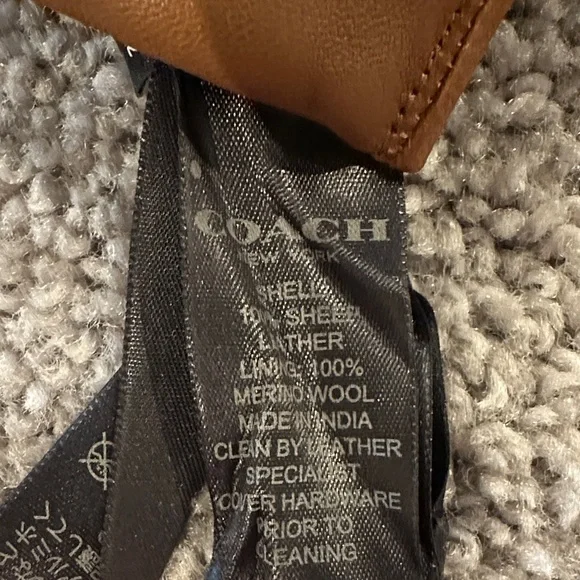 COACH
NEW YORK
SHELL:
100% SHEEP
LEATHER
LINING: 100%
MERINO WOOL
MADE IN INDIA
CLEAN BY LEATHER
SPECIALIST
COVER HARDWARE
PRIOR TO
CLEANING